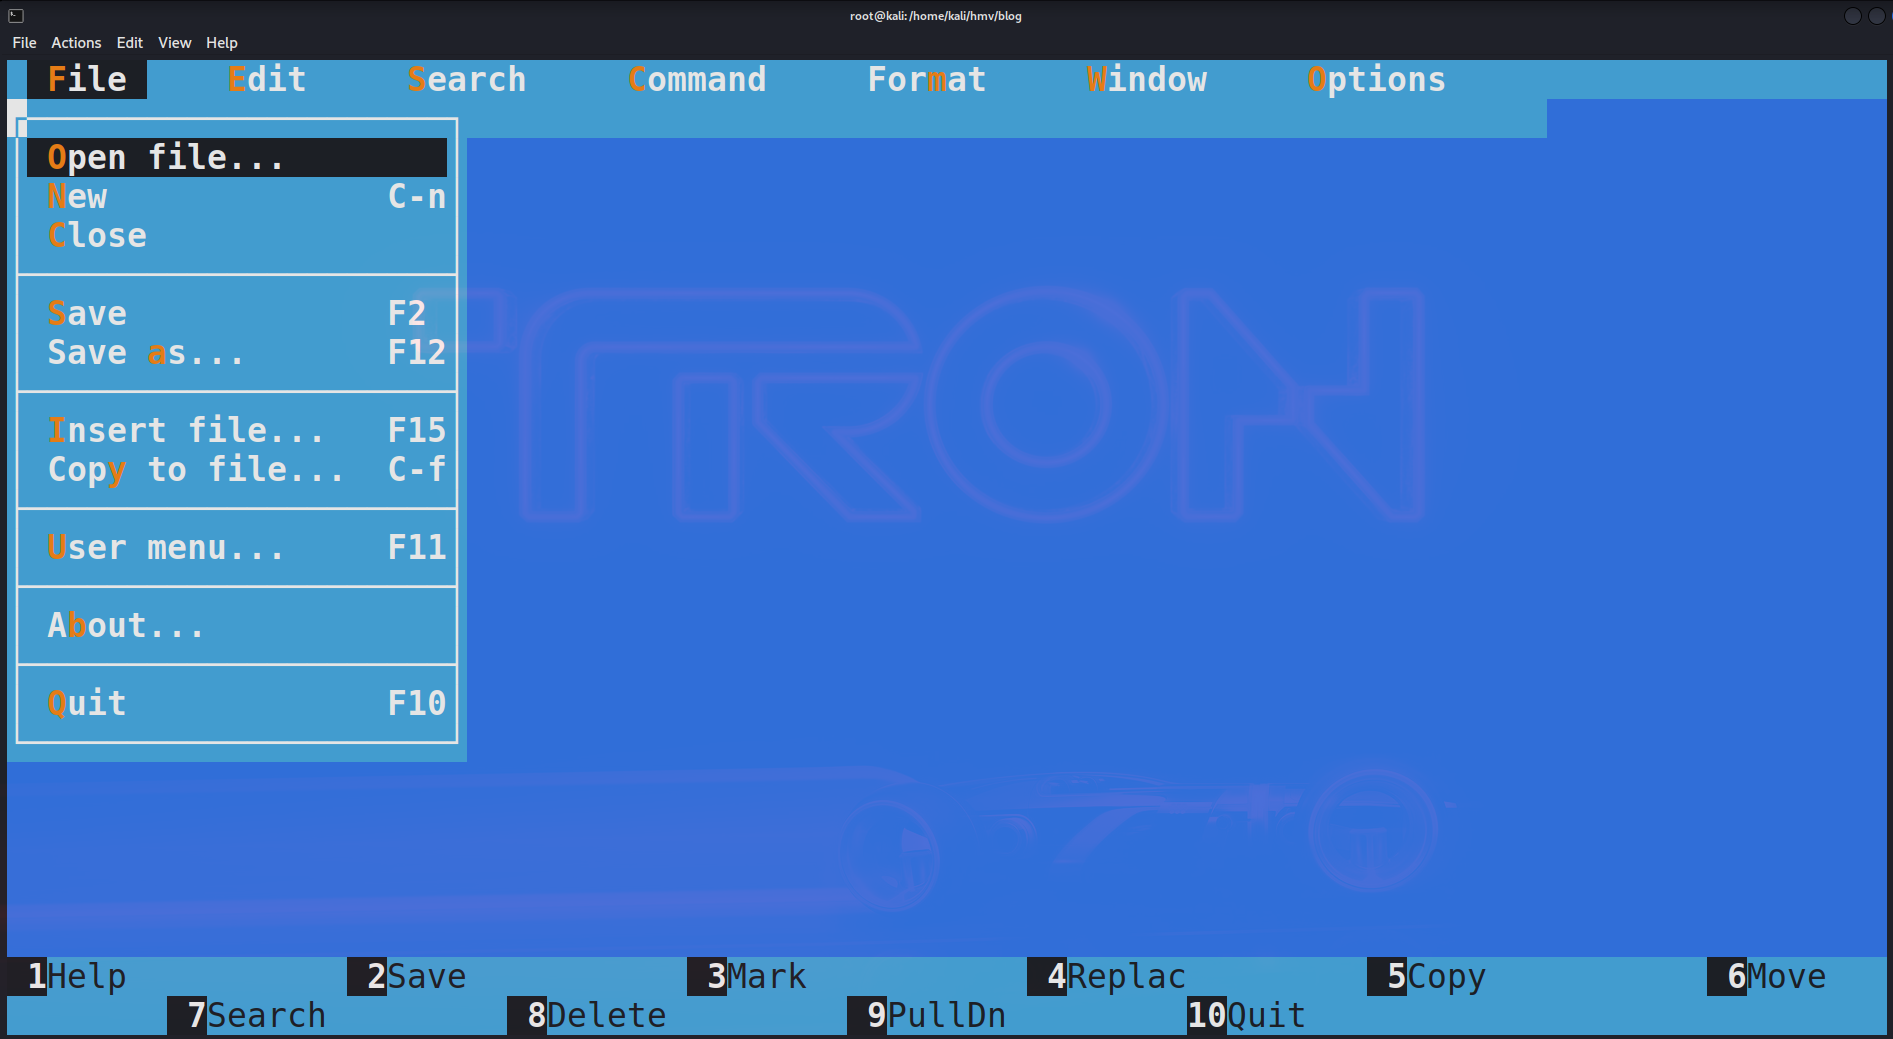 root@kali: /home/kali/hmv/blog
File Actions Edit View Help
File Edit Search Command Format Window Options
Open file...
New C-n
Close
Save F2
Save as... F12
Insert file... F15
Copy to file... C-f
User menu... F11
About...
Quit F10
TRON
1Help 2Save 3Mark 4Replac 5Copy 6Move
7Search 8Delete 9PullDn 10Quit